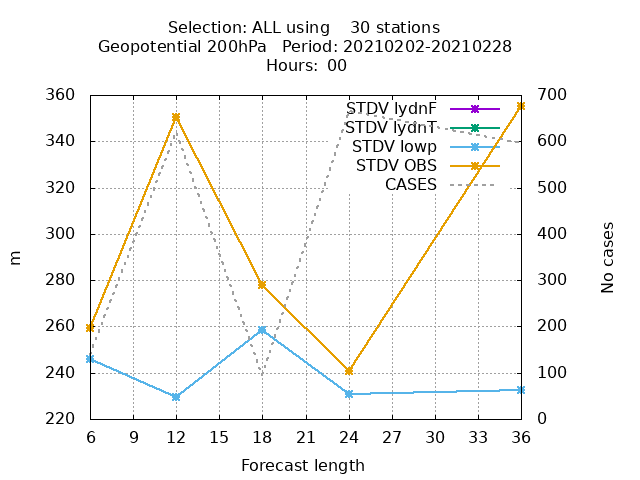 Selection: ALL using    30 stations
Geopotential 200hPa   Period: 20210202-20210228
Hours: 00
360 700
STDV lydnF
STDV lydnT
340 600
STDV lowp
STDV OBS
320 CASES 500
300 400
m No cases
280 300
260 200
240 100
220 0
6 9 12 15 18 21 24 27 30 33 36
Forecast length